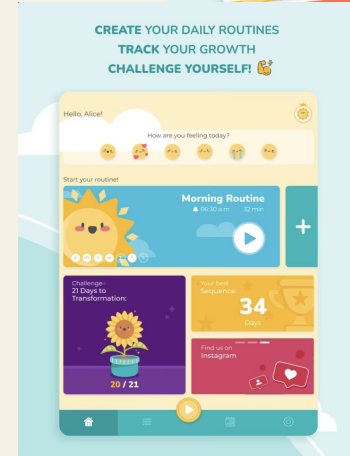 CREATE YOUR DAILY ROUTINES
TRACK YOUR GROWTH
CHALLENGE YOURSELF! 💪
Hello, Alice!
How are you feeling today?
Start your routine!
Morning Routine
06:30 a.m 32 min
+
Challenge:
21 Days to
Transformation:
20 / 21
Your best
Sequence:
34
Days
Find us on
Instagram